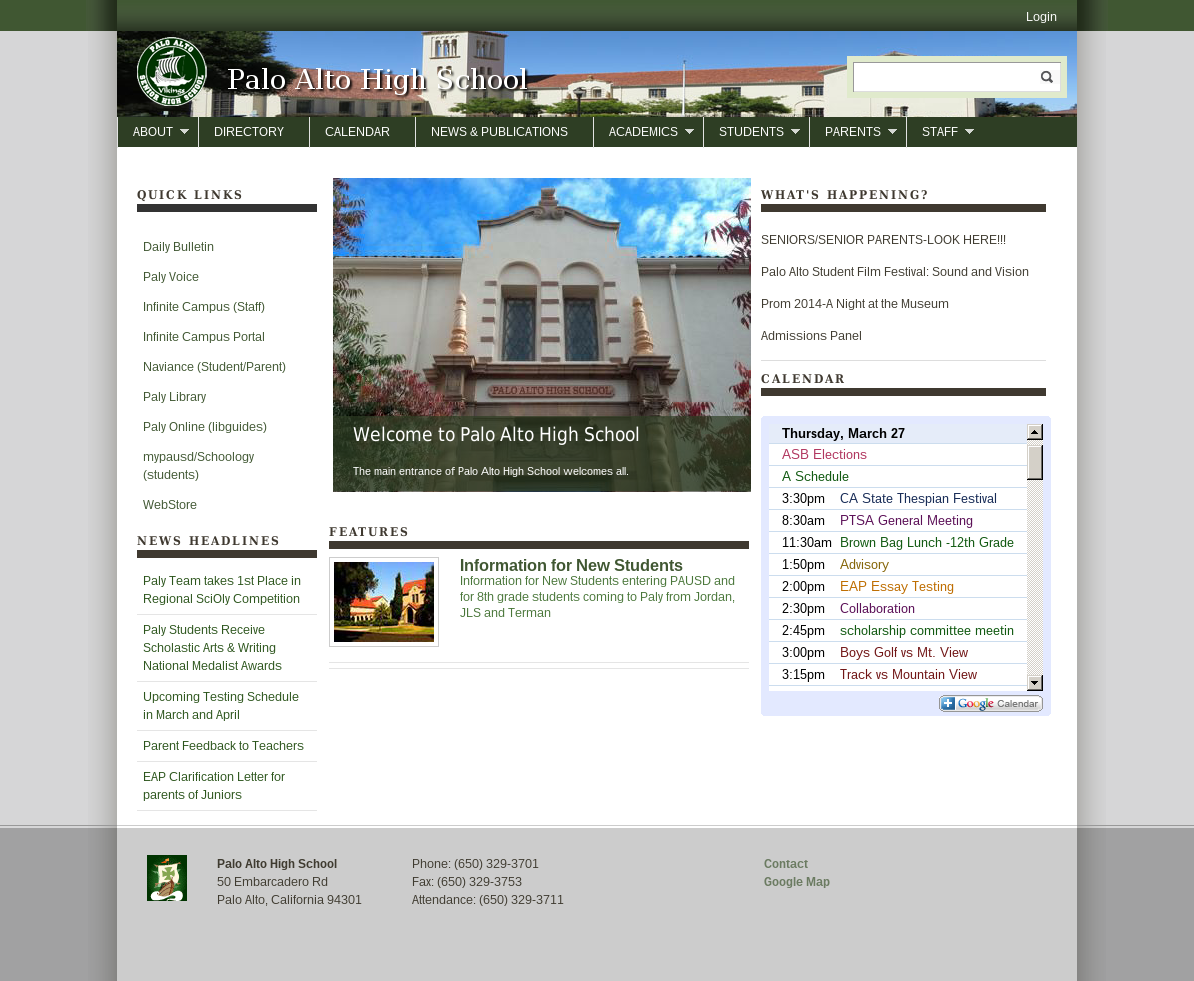 Login
PALO ALTO
SENIOR HIGH SCHOOL
Vikings
Palo Alto High School
ABOUT
DIRECTORY
CALENDAR
NEWS & PUBLICATIONS
ACADEMICS
STUDENTS
PARENTS
STAFF
QUICK LINKS
Daily Bulletin
Paly Voice
Infinite Campus (Staff)
Infinite Campus Portal
Naviance (Student/Parent)
Paly Library
Paly Online (libguides)
mypausd/Schoology
(students)
WebStore
NEWS HEADLINES
Paly Team takes 1st Place in
Regional SciOly Competition
Paly Students Receive
Scholastic Arts & Writing
National Medalist Awards
Upcoming Testing Schedule
in March and April
Parent Feedback to Teachers
EAP Clarification Letter for
parents of Juniors
PALO ALTO HIGH SCHOOL
Welcome to Palo Alto High School
The main entrance of Palo Alto High School welcomes all.
FEATURES
Information for New Students
Information for New Students entering PAUSD and
for 8th grade students coming to Paly from Jordan,
JLS and Terman
WHAT'S HAPPENING?
SENIORS/SENIOR PARENTS-LOOK HERE!!!
Palo Alto Student Film Festival: Sound and Vision
Prom 2014-A Night at the Museum
Admissions Panel
CALENDAR
Thursday, March 27
ASB Elections
A Schedule
3:30pm CA State Thespian Festival
8:30am PTSA General Meeting
11:30am Brown Bag Lunch -12th Grade
1:50pm Advisory
2:00pm EAP Essay Testing
2:30pm Collaboration
2:45pm scholarship committee meetin
3:00pm Boys Golf vs Mt. View
3:15pm Track vs Mountain View
Google Calendar
Palo Alto High School
50 Embarcadero Rd
Palo Alto, California 94301
Phone: (650) 329-3701
Fax: (650) 329-3753
Attendance: (650) 329-3711
Contact
Google Map